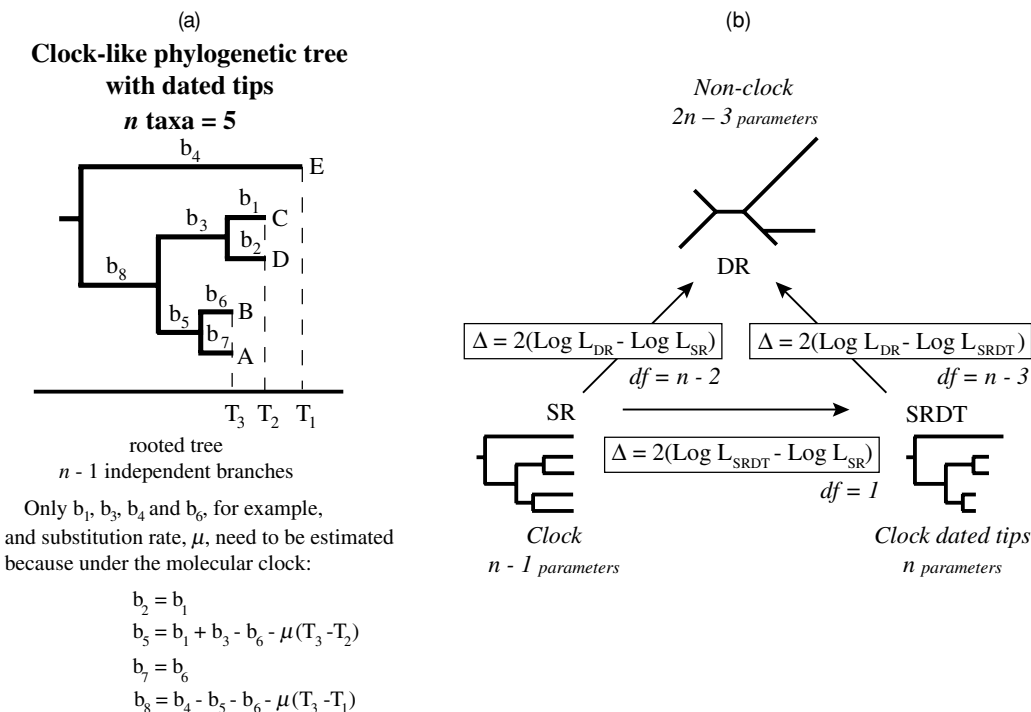 (a)
Clock-like phylogenetic tree
with dated tips
n taxa = 5
b4
E
b1
C
b3
b2
D
b8
b6
B
b5
b7
A
T3 T2 T1
rooted tree
n - 1 independent branches
Only b1, b3, b4 and b6, for example,
and substitution rate, μ, need to be estimated
because under the molecular clock:
b2 = b1
b5 = b1 + b3 - b6 - μ(T3 -T2)
b7 = b6
b8 = b4 - b5 - b6 - μ(T3 -T1)
(b)
Non-clock
2n – 3 parameters
DR
Δ = 2(Log LDR - Log LSR)
df = n - 2
Δ = 2(Log LDR - Log LSRDT)
df = n - 3
SR
SRDT
Δ = 2(Log LSRDT - Log LSR)
df = 1
Clock
n - 1 parameters
Clock dated tips
n parameters